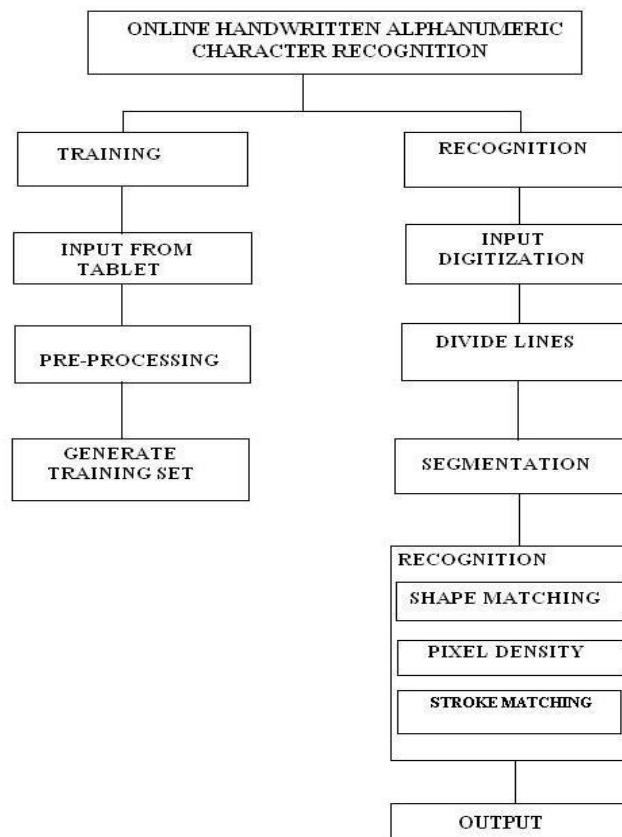 ONLINE HANDWRITTEN ALPHANUMERIC
CHARACTER RECOGNITION
TRAINING
INPUT FROM
TABLET
PRE-PROCESSING
GENERATE
TRAINING SET
RECOGNITION
INPUT
DIGITIZATION
DIVIDE LINES
SEGMENTATION
RECOGNITION
SHAPE MATCHING
PIXEL DENSITY
STROKE MATCHING
OUTPUT